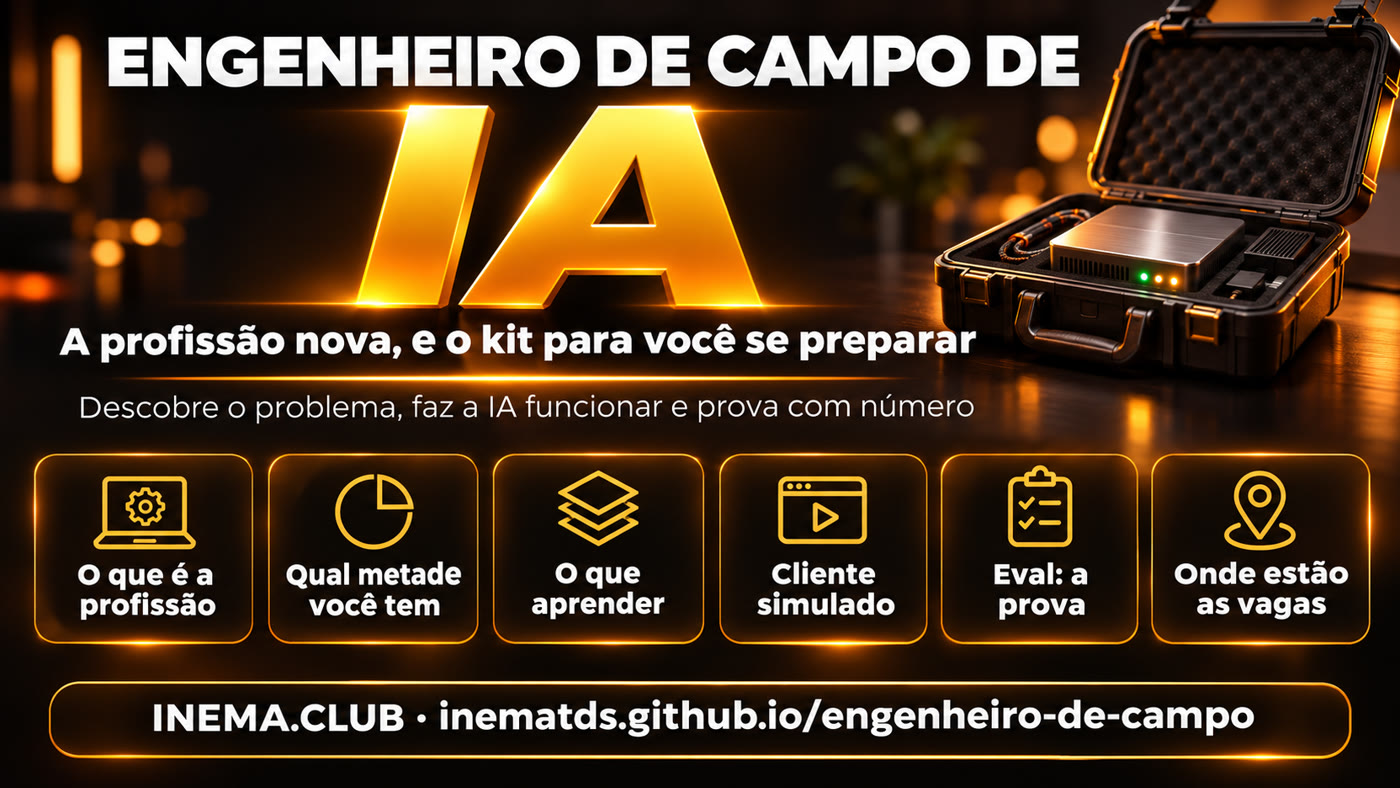 ENGENHEIRO DE CAMPO DE
IA
A profissão nova, e o kit para você se preparar
Descobre o problema, faz a IA funcionar e prova com número
O que é a
profissão
Qual metade
você tem
O que
aprender
Cliente
simulado
Eval: a
prova
Onde estão
as vagas
INEMA.CLUB · inematds.github.io/engenheiro-de-campo